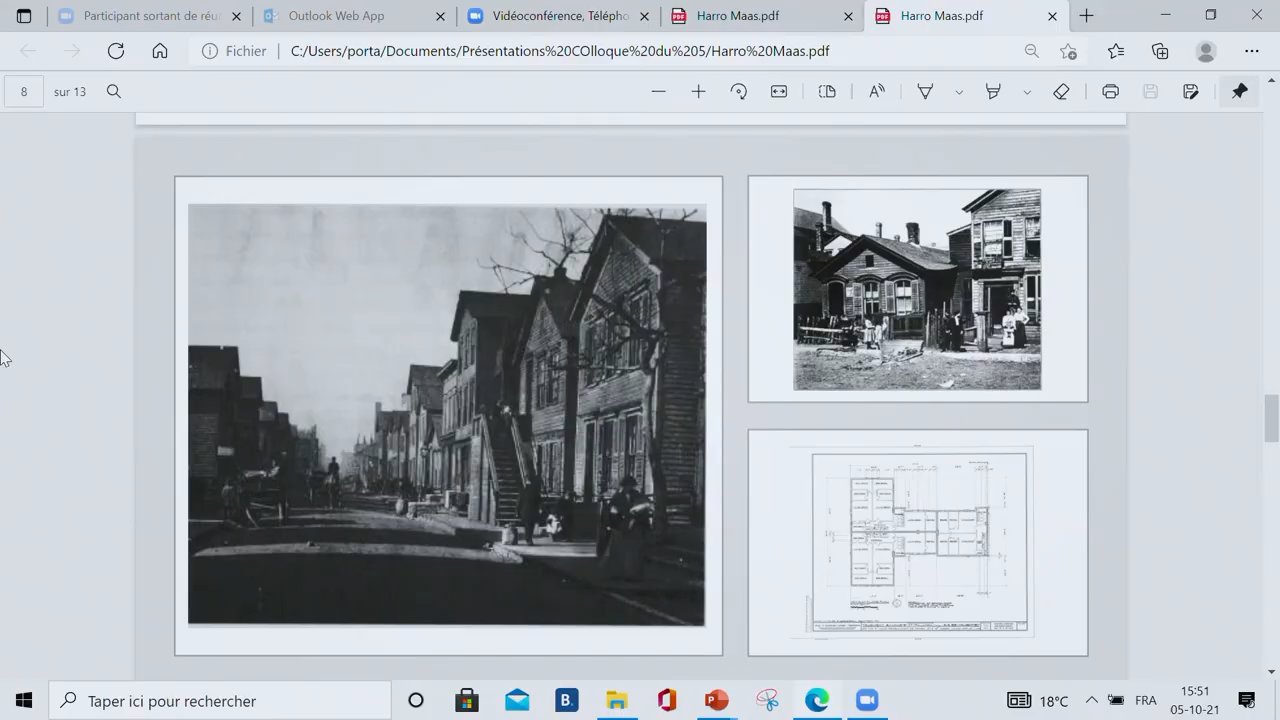 Participant sortant de réu
Outlook Web App
Vidéoconférence, Télépho
Harro Maas.pdf
Harro Maas.pdf
Fichier
C:/Users/porta/Documents/Présentations%20COlloque%20du%205/Harro%20Maas.pdf
8 sur 13
Taper ici pour rechercher
18°C
FRA
15:51
05-10-21